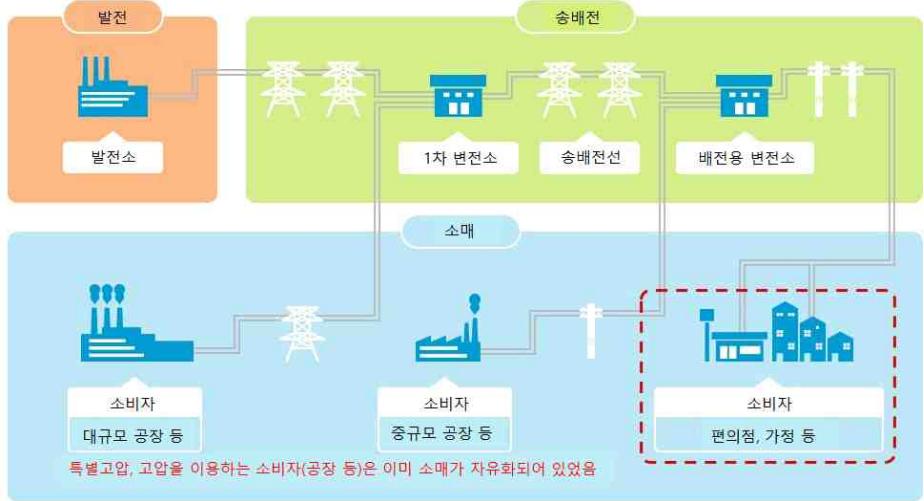 발전
송배전
발전소
1차 변전소
송배전선
배전용 변전소
소매
소비자
대규모 공장 등
소비자
중규모 공장 등
소비자
편의점, 가정 등
특별고압, 고압을 이용하는 소비자(공장 등)은 이미 소매가 자유화되어 있었음